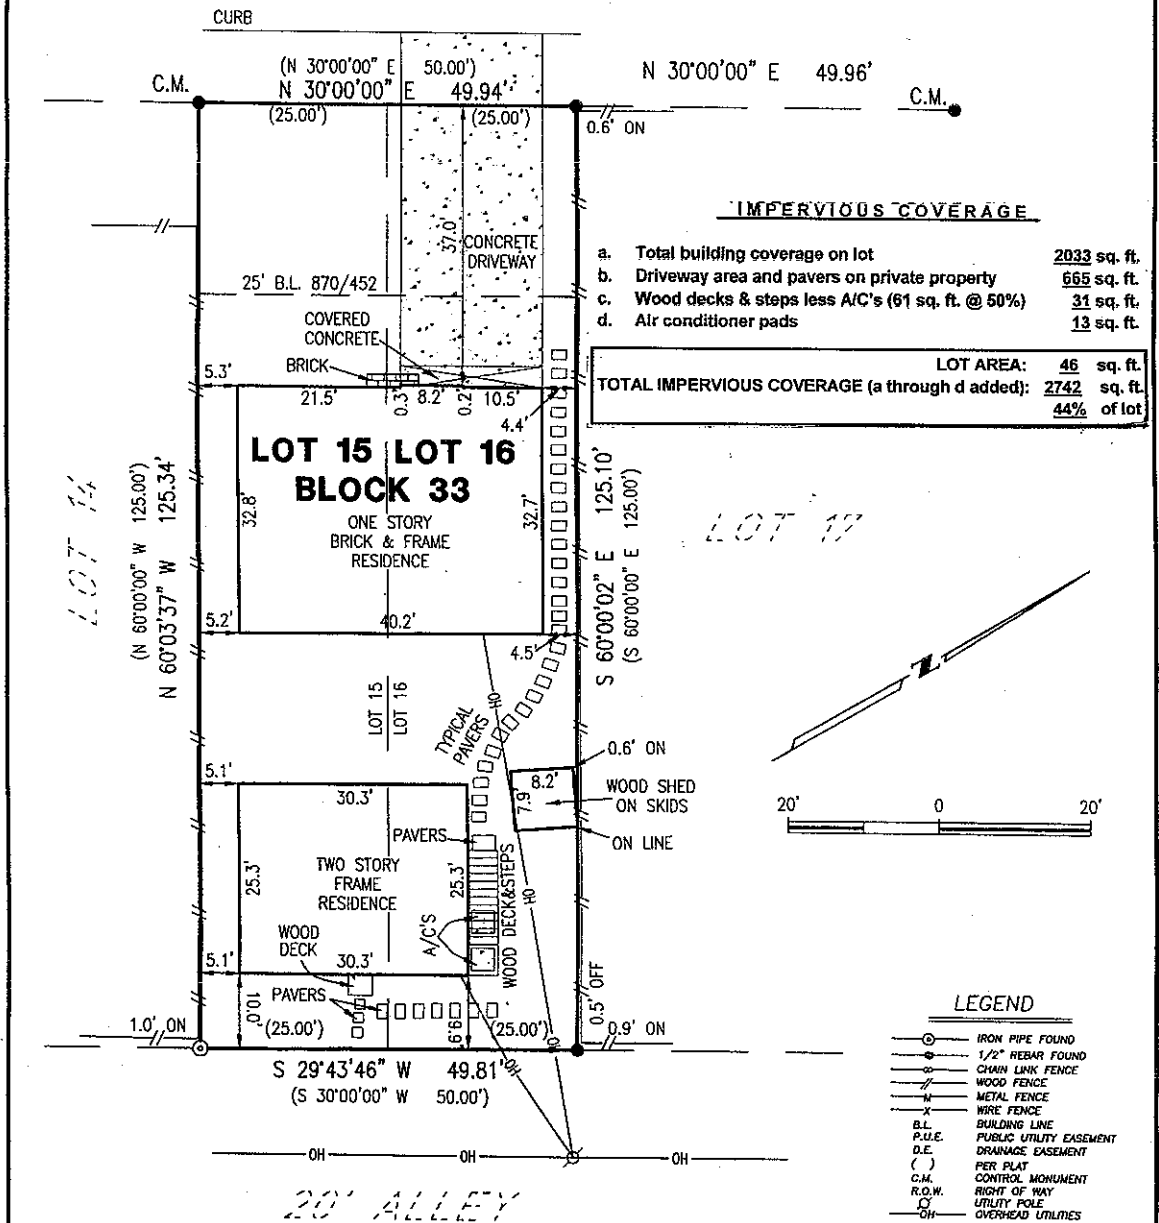 CURB
(N 30°00'00" E 50.00')
N 30°00'00" E 49.94'
N 30°00'00" E 49.96'
C.M.
C.M.
(25.00')
(25.00')
0.6' ON
37.0'
CONCRETE
DRIVEWAY
IMPERVIOUS COVERAGE
a. Total building coverage on lot 2033 sq. ft.
b. Driveway area and pavers on private property 665 sq. ft.
c. Wood decks & steps less A/C's (61 sq. ft. @ 50%) 31 sq. ft.
d. Air conditioner pads 13 sq. ft.
LOT AREA: 46 sq. ft.
TOTAL IMPERVIOUS COVERAGE (a through d added): 2742 sq. ft.
44% of lot
25' B.L. 870/452
COVERED
CONCRETE
BRICK
5.3'
21.5'
0.3'
8.2'
0.2'
10.5'
4.4'
LOT 15 LOT 16
BLOCK 33
ONE STORY
BRICK & FRAME
RESIDENCE
32.8'
32.7'
LOT 14
(N 60°00'00" W 125.00')
N 60°03'37" W 125.34'
S 60°00'02" E 125.10'
(S 60°00'00" E 125.00')
LOT 17
5.2'
40.2'
4.5'
LOT 15
LOT 16
TYPICAL
PAVERS
OH
N
0.6' ON
5.1'
30.3'
8.2'
7.9'
WOOD SHED
ON SKIDS
ON LINE
20' 0 20'
PAVERS
TWO STORY
FRAME
RESIDENCE
25.3'
25.3'
WOOD DECK&STEPS
OH
A/C'S
WOOD
DECK
5.1'
30.3'
PAVERS
10.0'
(25.00')
9.9'
(25.00')
0.5' OFF
1.0' ON
0.9' ON
OH
S 29°43'46" W 49.81'
(S 30°00'00" W 50.00')
OH
OH OH OH
20' ALLEY
LEGEND
IRON PIPE FOUND
1/2" REBAR FOUND
CHAIN LINK FENCE
WOOD FENCE
METAL FENCE
WIRE FENCE
B.L. BUILDING LINE
P.U.E. PUBLIC UTILITY EASEMENT
D.E. DRAINAGE EASEMENT
( ) PER PLAT
C.M. CONTROL MONUMENT
R.O.W. RIGHT OF WAY
UTILITY POLE
OH OVERHEAD UTILITIES